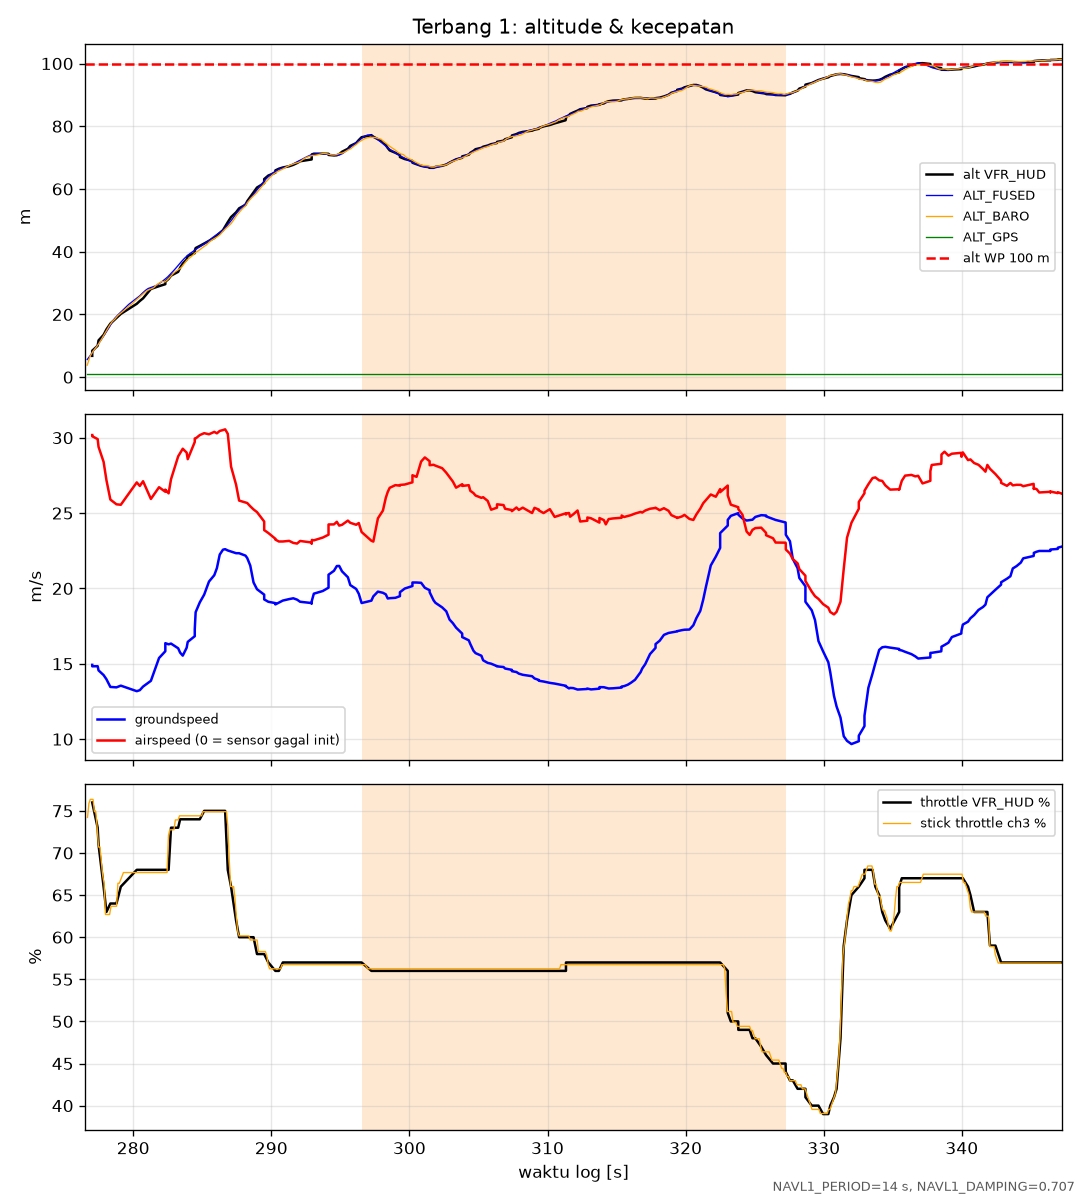 Terbang 1: altitude & kecepatan
100
80
60
40
20
0
m
alt VFR_HUD
ALT_FUSED
ALT_BARO
ALT_GPS
alt WP 100 m
30
25
20
15
10
m/s
groundspeed
airspeed (0 = sensor gagal init)
75
70
65
60
55
50
45
40
%
throttle VFR_HUD %
stick throttle ch3 %
280 290 300 310 320 330 340
waktu log [s]
NAVL1_PERIOD=14 s, NAVL1_DAMPING=0.707